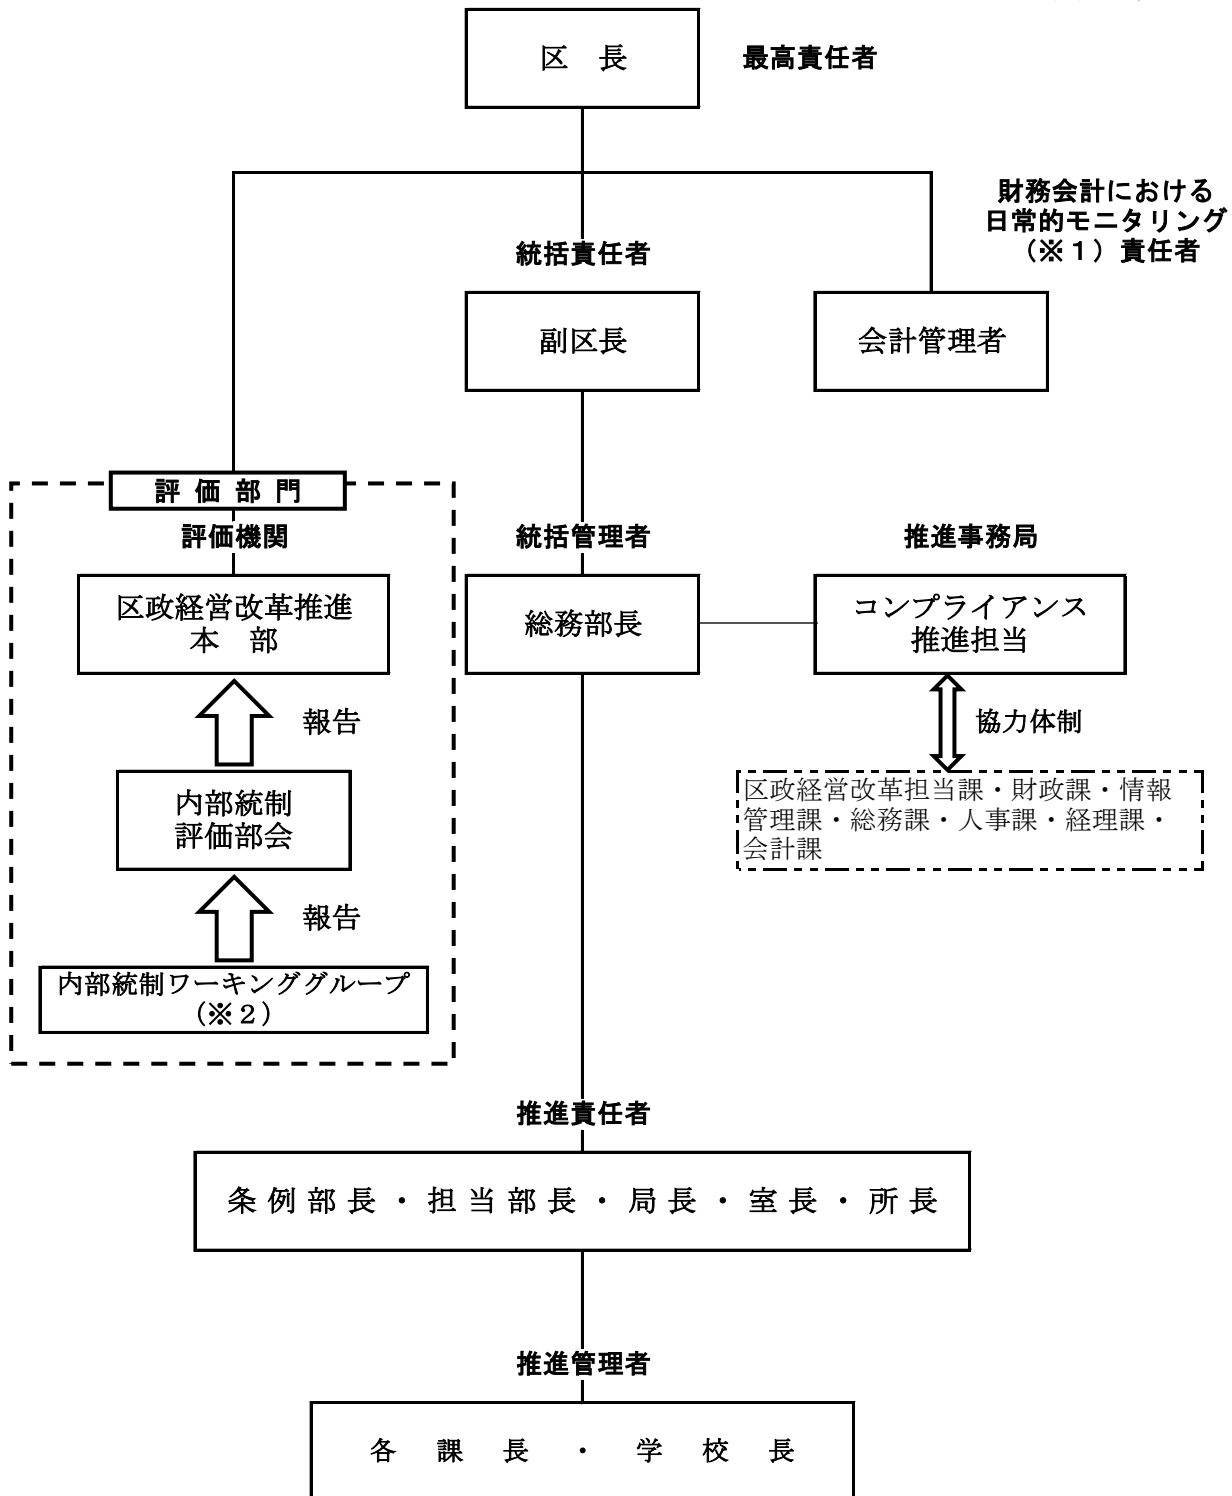 区 長
最高責任者
財務会計における
日常的モニタリング
（※１）責任者
統括責任者
副区長
会計管理者
評 価 部 門
評価機関
統括管理者
推進事務局
区政経営改革推進
本 部
総務部長
コンプライアンス
推進担当
報告
協力体制
内部統制
評価部会
区政経営改革担当課・財政課・情報
管理課・総務課・人事課・経理課・
会計課
報告
内部統制ワーキンググループ
（※２）
推進責任者
条例部長・担当部長・局長・室長・所長
推進管理者
各 課 長 ・ 学 校 長